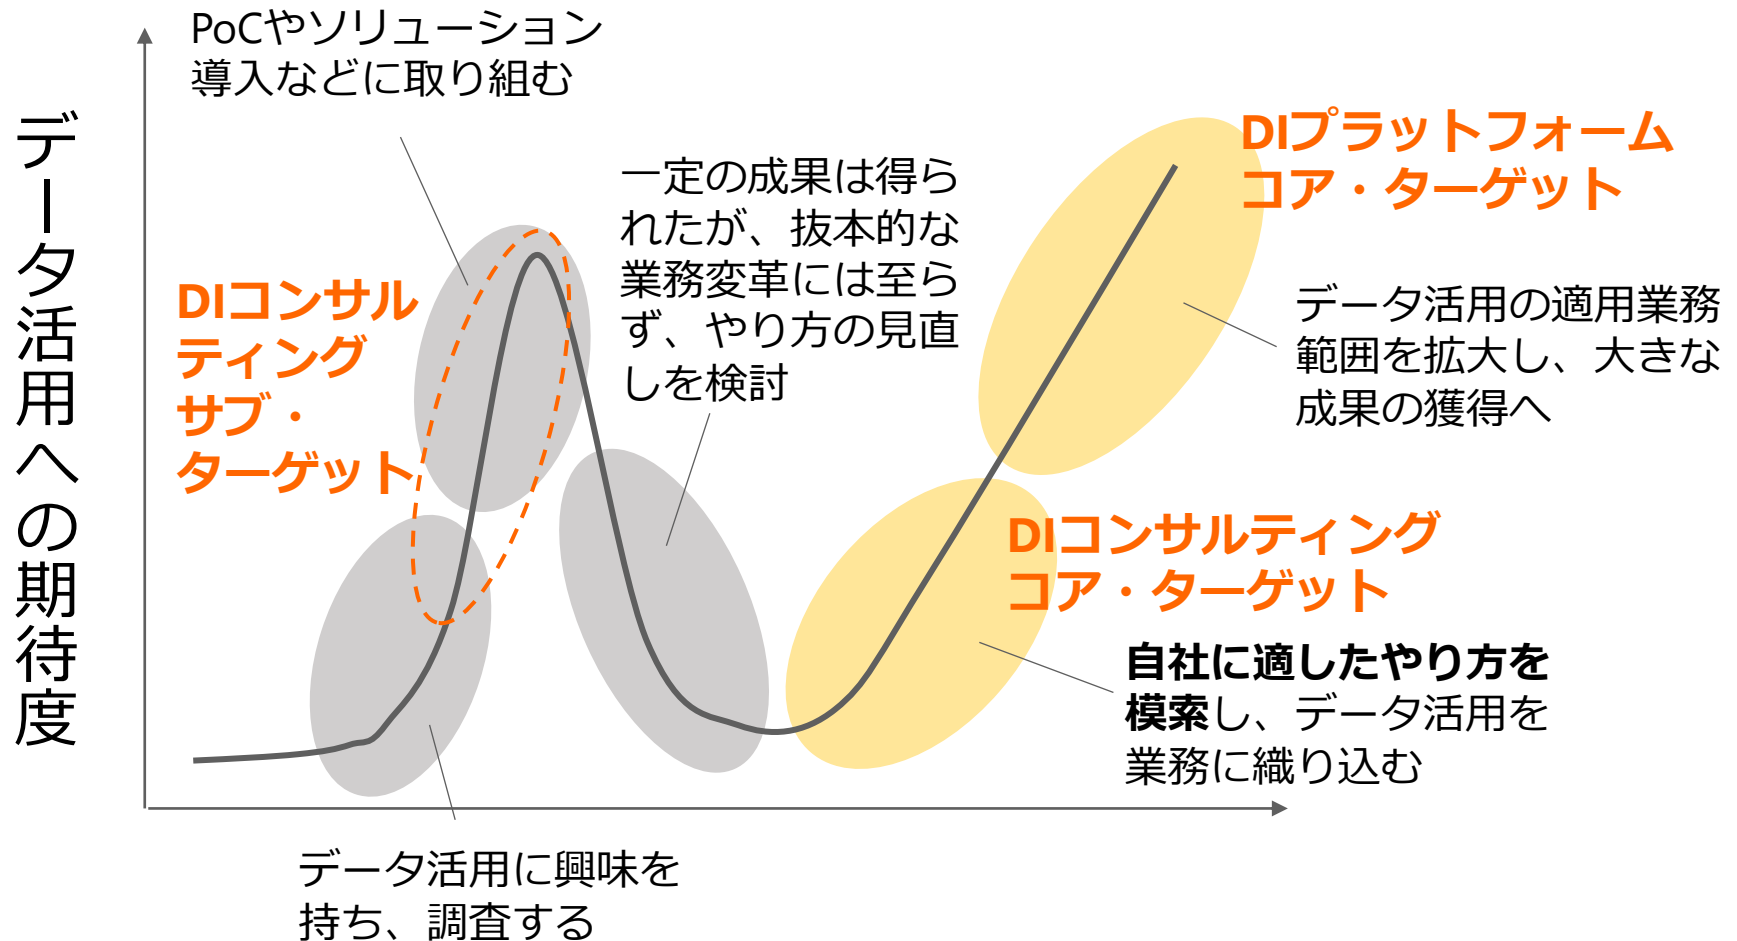 データ活用への期待度
PoCやソリューション
導入などに取り組む
DIコンサル
ティング
サブ・
ターゲット
一定の成果は得ら
れたが、抜本的な
業務変革には至ら
ず、やり方の見直
しを検討
DIプラットフォーム
コア・ターゲット
データ活用の適用業務
範囲を拡大し、大きな
成果の獲得へ
DIコンサルティング
コア・ターゲット
自社に適したやり方を
模索し、データ活用を
業務に織り込む
データ活用に興味を
持ち、調査する